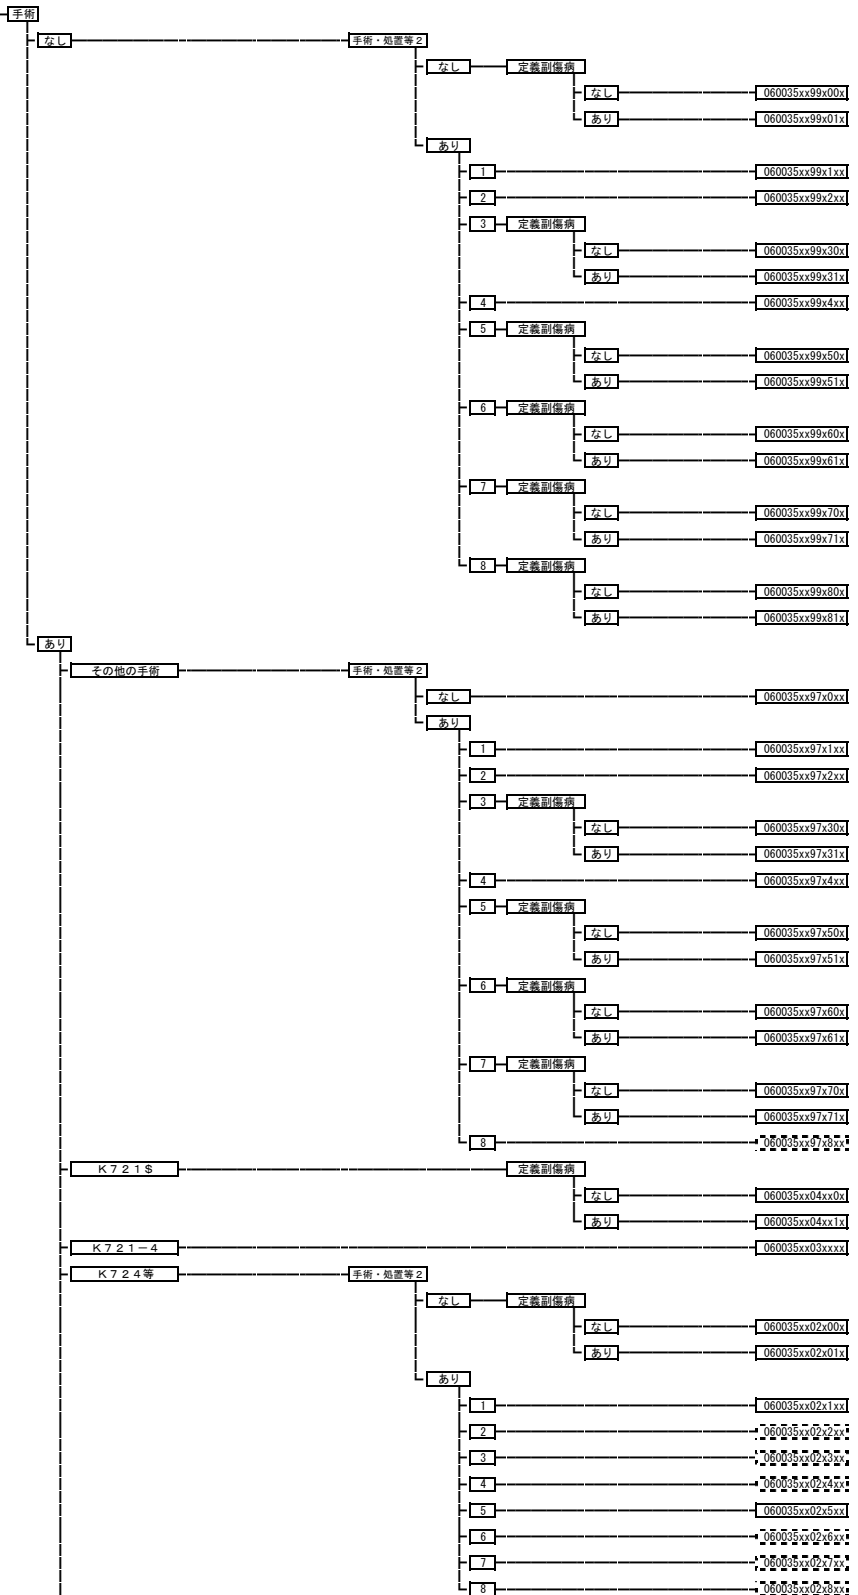 手術
なし 手術・処置等2
なし 定義副傷病
なし 060035xx99x00x
あり 060035xx99x01x
あり
1 060035xx99x1xx
2 060035xx99x2xx
3 定義副傷病
なし 060035xx99x30x
あり 060035xx99x31x
4 060035xx99x4xx
5 定義副傷病
なし 060035xx99x50x
あり 060035xx99x51x
6 定義副傷病
なし 060035xx99x60x
あり 060035xx99x61x
7 定義副傷病
なし 060035xx99x70x
あり 060035xx99x71x
8 定義副傷病
なし 060035xx99x80x
あり 060035xx99x81x
あり
その他の手術 手術・処置等2
なし 060035xx97x0xx
あり
1 060035xx97x1xx
2 060035xx97x2xx
3 定義副傷病
なし 060035xx97x30x
あり 060035xx97x31x
4 060035xx97x4xx
5 定義副傷病
なし 060035xx97x50x
あり 060035xx97x51x
6 定義副傷病
なし 060035xx97x60x
あり 060035xx97x61x
7 定義副傷病
なし 060035xx97x70x
あり 060035xx97x71x
8 060035xx97x8xx
K721$ 定義副傷病
なし 060035xx04xx0x
あり 060035xx04xx1x
K721-4 060035xx03xxxx
K724等 手術・処置等2
なし 定義副傷病
なし 060035xx02x00x
あり 060035xx02x01x
あり
1 060035xx02x1xx
2 060035xx02x2xx
3 060035xx02x3xx
4 060035xx02x4xx
5 060035xx02x5xx
6 060035xx02x6xx
7 060035xx02x7xx
8 060035xx02x8xx